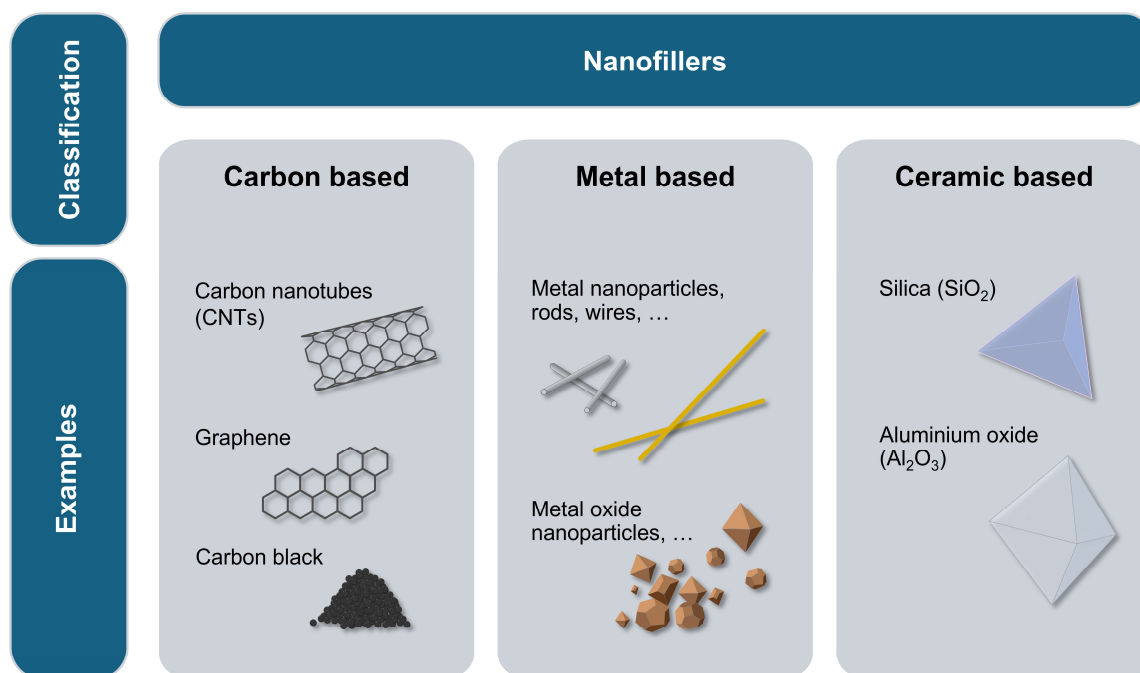 Classification
Nanofillers
Carbon based
Carbon nanotubes
(CNTs)
Graphene
Carbon black
Metal based
Metal nanoparticles,
rods, wires, …
Metal oxide
nanoparticles, …
Ceramic based
Silica (SiO₂)
Aluminium oxide
(Al₂O₃)
Examples